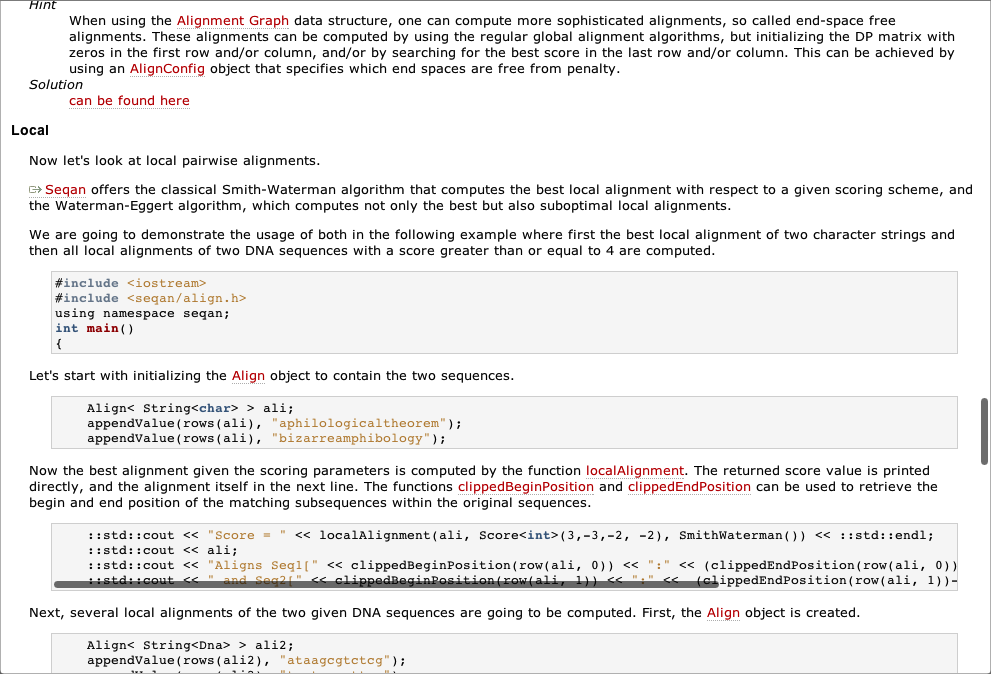 Hint
When using the Alignment Graph data structure, one can compute more sophisticated alignments, so called end-space free
alignments. These alignments can be computed by using the regular global alignment algorithms, but initializing the DP matrix with
zeros in the first row and/or column, and/or by searching for the best score in the last row and/or column. This can be achieved by
using an AlignConfig object that specifies which end spaces are free from penalty.
Solution
can be found here
Local
Now let's look at local pairwise alignments.
Seqan offers the classical Smith-Waterman algorithm that computes the best local alignment with respect to a given scoring scheme, and
the Waterman-Eggert algorithm, which computes not only the best but also suboptimal local alignments.
We are going to demonstrate the usage of both in the following example where first the best local alignment of two character strings and
then all local alignments of two DNA sequences with a score greater than or equal to 4 are computed.
#include <iostream>
#include <seqan/align.h>
using namespace seqan;
int main()
{
Let's start with initializing the Align object to contain the two sequences.
Align< String<char> > ali;
appendValue(rows(ali), "aphilologicaltheorem");
appendValue(rows(ali), "bizarreamphibology");
Now the best alignment given the scoring parameters is computed by the function localAlignment. The returned score value is printed
directly, and the alignment itself in the next line. The functions clippedBeginPosition and clippedEndPosition can be used to retrieve the
begin and end position of the matching subsequences within the original sequences.
::std::cout << "Score = " << localAlignment(ali, Score<int>(3,-3,-2, -2), SmithWaterman()) << ::std::endl;
::std::cout << ali;
::std::cout << "Aligns Seq1[" << clippedBeginPosition(row(ali, 0)) << ":" << (clippedEndPosition(row(ali, 0))
::std::cout << " and Seq2[" << clippedBeginPosition(row(ali, 1)) << ":" <<  (clippedEndPosition(row(ali, 1))-
Next, several local alignments of the two given DNA sequences are going to be computed. First, the Align object is created.
Align< String<Dna> > ali2;
appendValue(rows(ali2), "ataagcgtctcg");